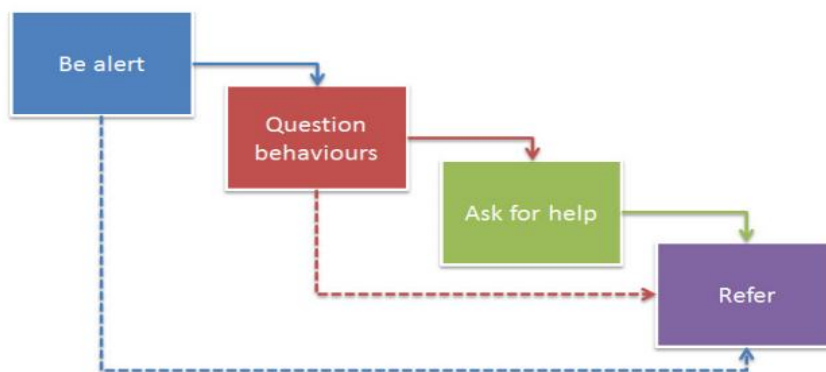 Be alert
Question
behaviours
Ask for help
Refer